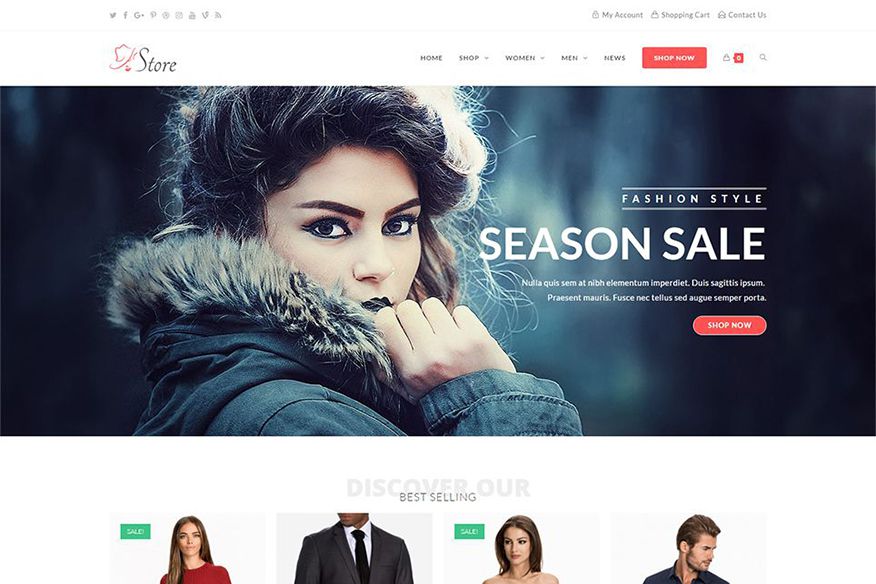 My Account Shopping Cart Contact Us
Store
HOME SHOP WOMEN MEN NEWS SHOP NOW 0
FASHION STYLE
SEASON SALE
Nulla quis sem at nibh elementum imperdiet. Duis sagittis ipsum.
Praesent mauris. Fusce nec tellus sed augue semper porta.
SHOP NOW
DISCOVER OUR
BEST SELLING
SALE!
SALE!